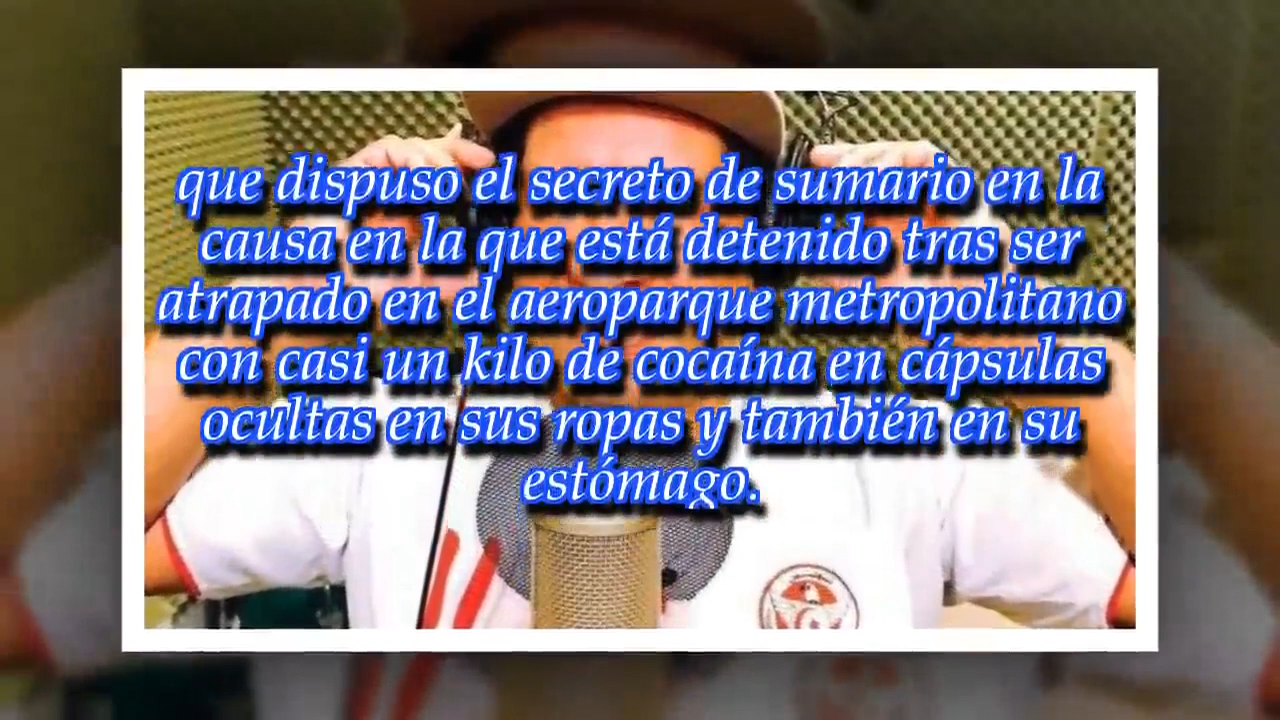 que dispuso el secreto de sumario en la
causa en la que está detenido tras ser
atrapado en el aeroparque metropolitano
con casi un kilo de cocaína en cápsulas
ocultas en sus ropas y también en su
estómago.